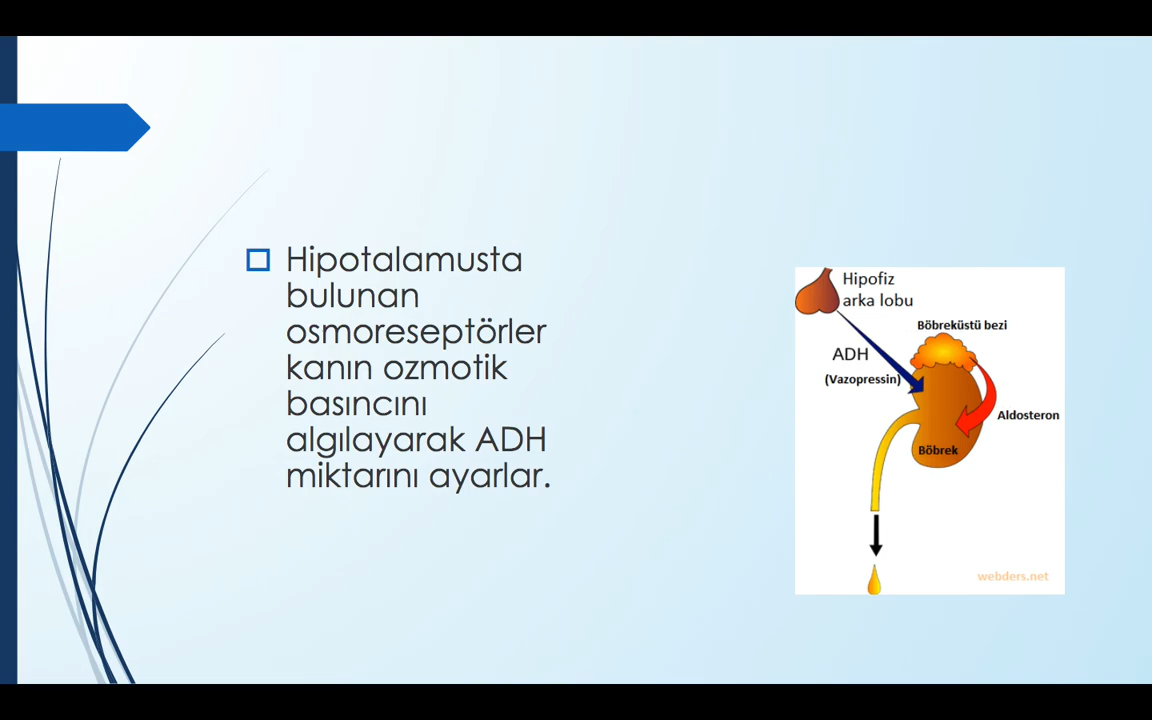 Hipotalamusta
bulunan
osmoreseptörler
kanın ozmotik
basıncını
algılayarak ADH
miktarını ayarlar.
Hipofiz
arka lobu
Böbreküstü bezi
ADH
(Vazopressin)
Aldosteron
Böbrek
webders.net